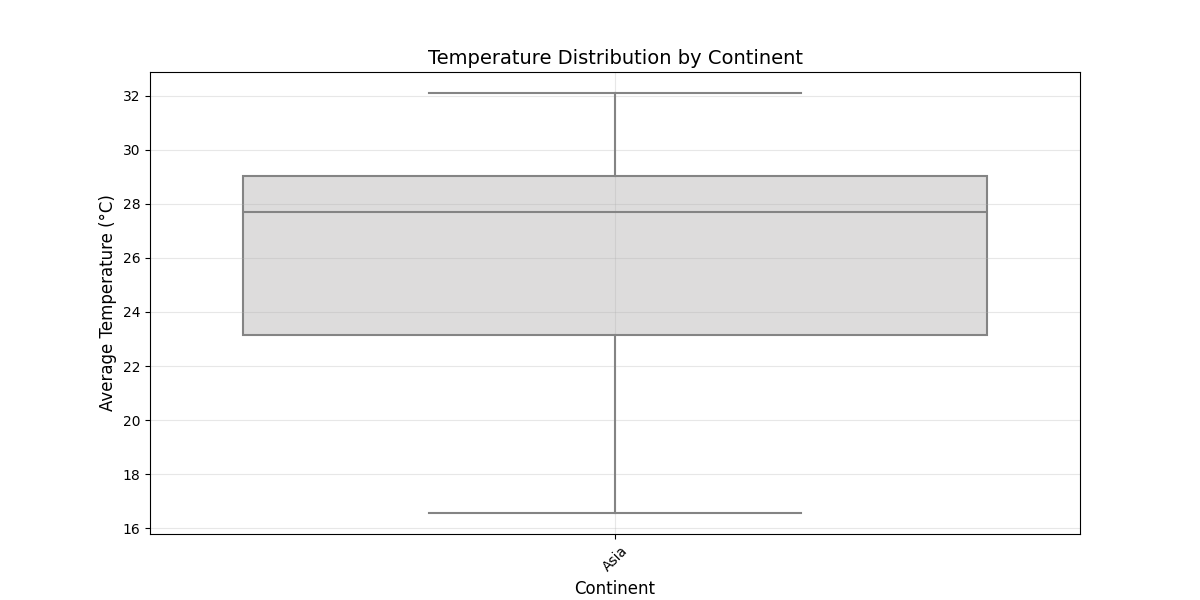 Temperature Distribution by Continent
Average Temperature (°C)
32
30
28
26
24
22
20
18
16
Asia
Continent